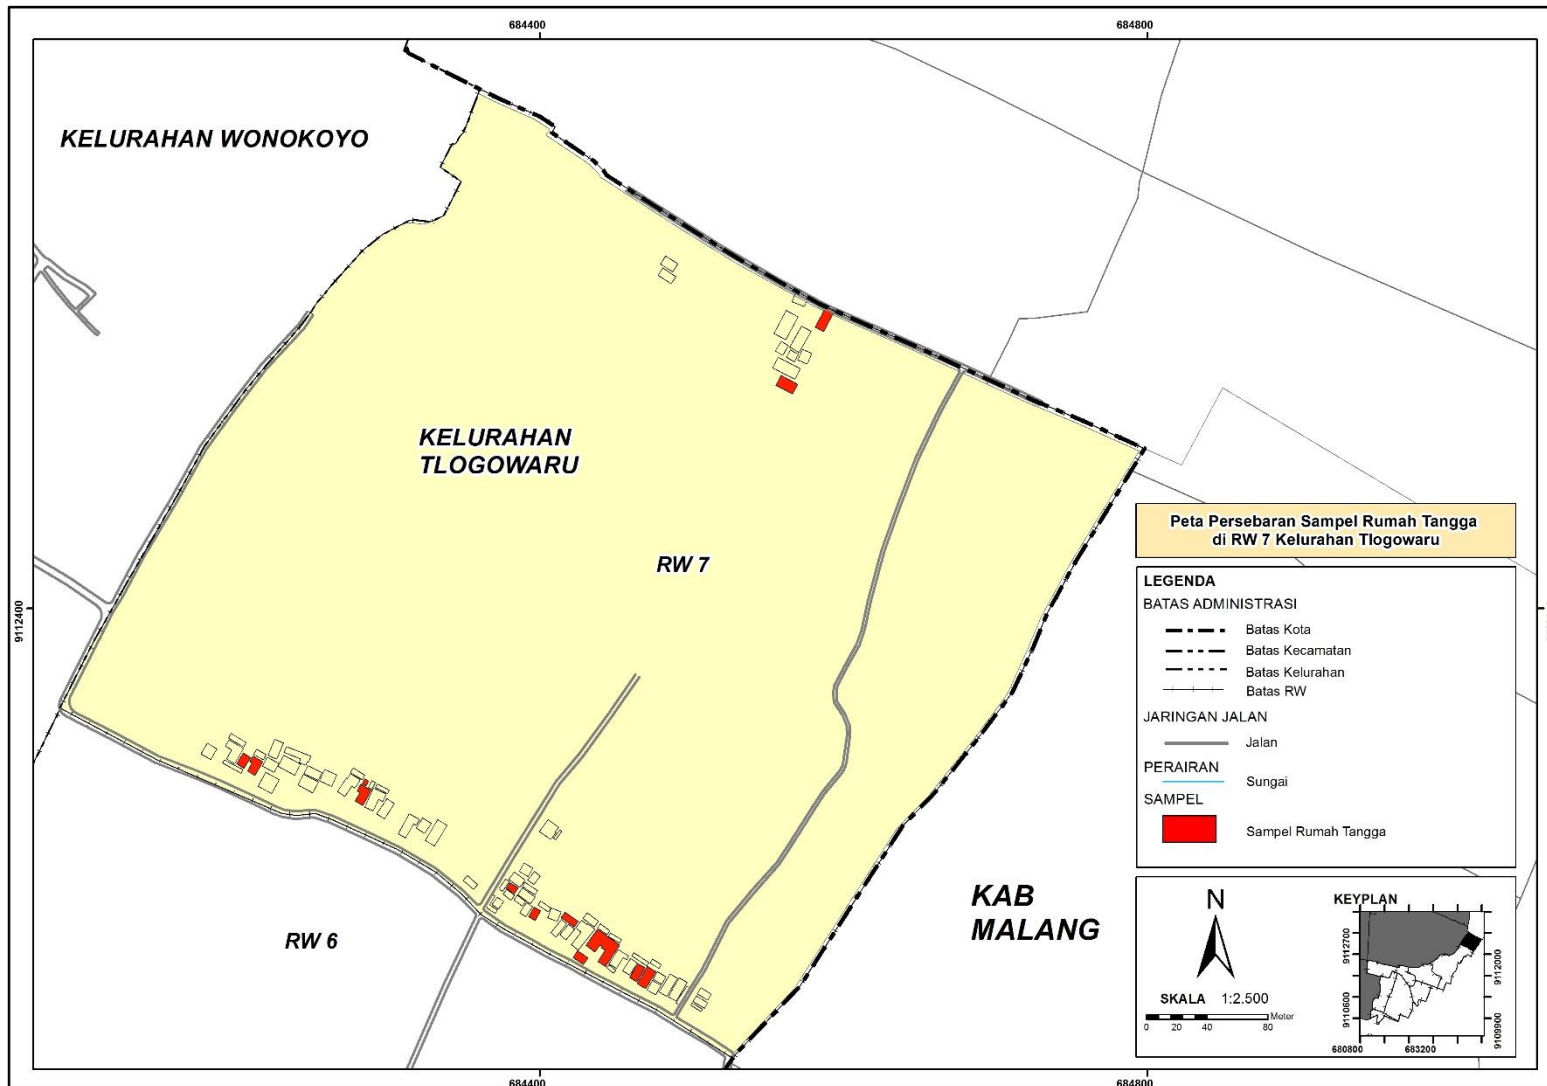 684400
684800
KELURAHAN WONOKOYO
KELURAHAN
TLOGOWARU
RW 7
9112400
RW 6
KAB
MALANG
Peta Persebaran Sampel Rumah Tangga
di RW 7 Kelurahan Tlogowaru
LEGENDA
BATAS ADMINISTRASI
Batas Kota
Batas Kecamatan
Batas Kelurahan
Batas RW
JARINGAN JALAN
Jalan
PERAIRAN
Sungai
SAMPEL
Sampel Rumah Tangga
N
SKALA 1:2.500
0 20 40 80 Meter
KEYPLAN
9112700
9110600
9112000
9109900
680800 683200
684400
684800